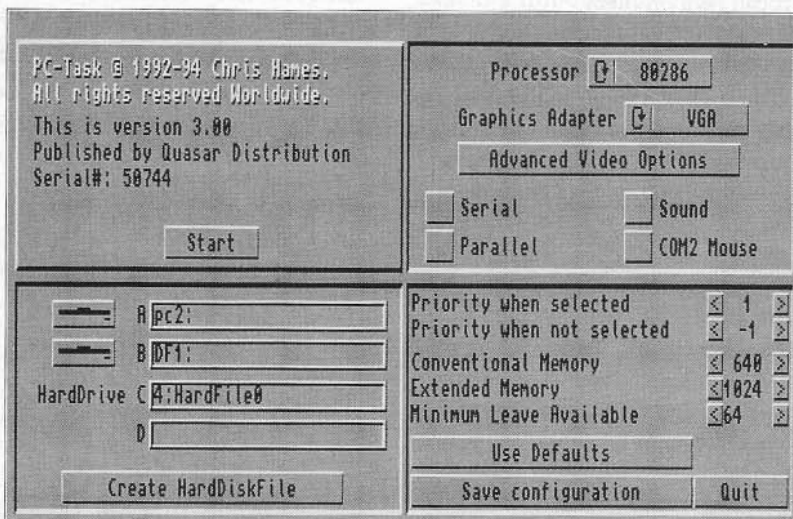 PC-Task © 1992-94 Chris Hames.
All rights reserved Worldwide.
This is version 3.00
Published by Quasar Distribution
Serial#: 50744
Start
Processor 80286
Graphics Adapter VGA
Advanced Video Options
Serial Sound
Parallel COM2 Mouse
A pc2:
B DF1:
HardDrive C 4:HardFile0
D
Create HardDiskFile
Priority when selected < 1 >
Priority when not selected < -1 >
Conventional Memory < 640 >
Extended Memory <1024 >
Minimum Leave Available <64 >
Use Defaults
Save configuration Quit